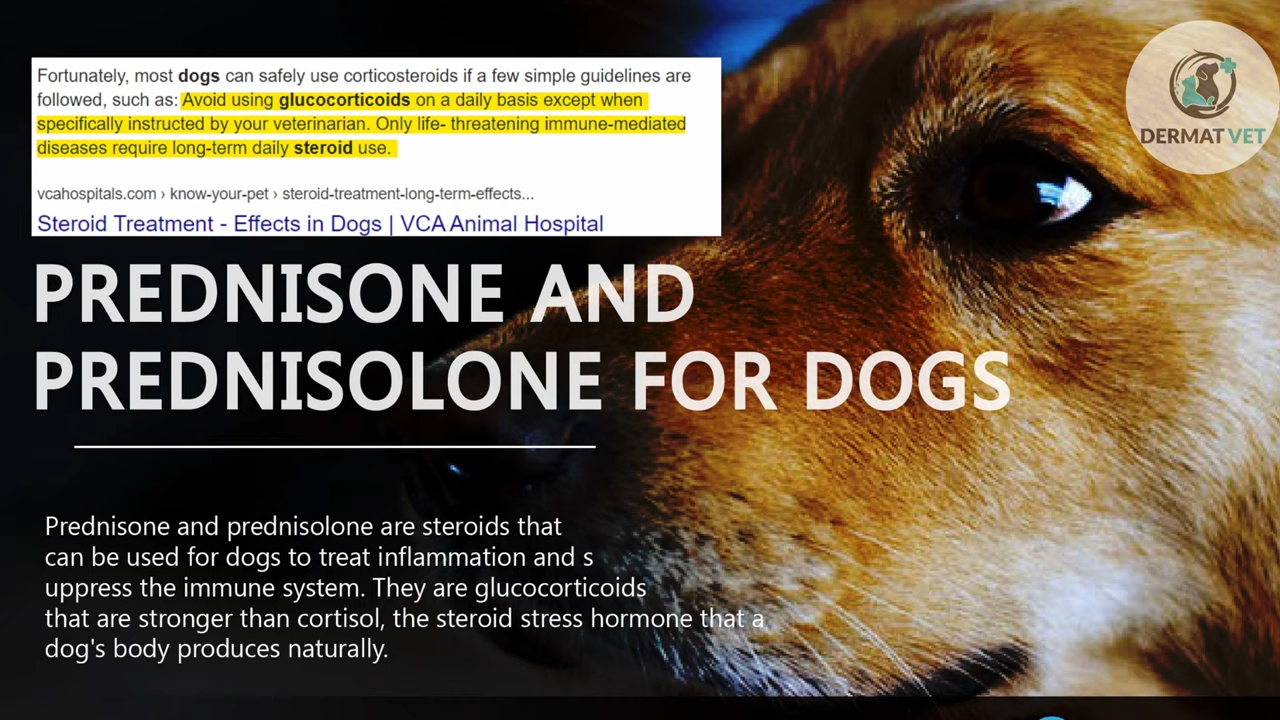 Fortunately, most dogs can safely use corticosteroids if a few simple guidelines are
followed, such as: Avoid using glucocorticoids on a daily basis except when
specifically instructed by your veterinarian. Only life- threatening immune-mediated
diseases require long-term daily steroid use.
vcahospitals.com › know-your-pet › steroid-treatment-long-term-effects...
Steroid Treatment - Effects in Dogs | VCA Animal Hospital
DERMAT VET
PREDNISONE AND
PREDNISOLONE FOR DOGS
Prednisone and prednisolone are steroids that
can be used for dogs to treat inflammation and s
uppress the immune system. They are glucocorticoids
that are stronger than cortisol, the steroid stress hormone that a
dog's body produces naturally.